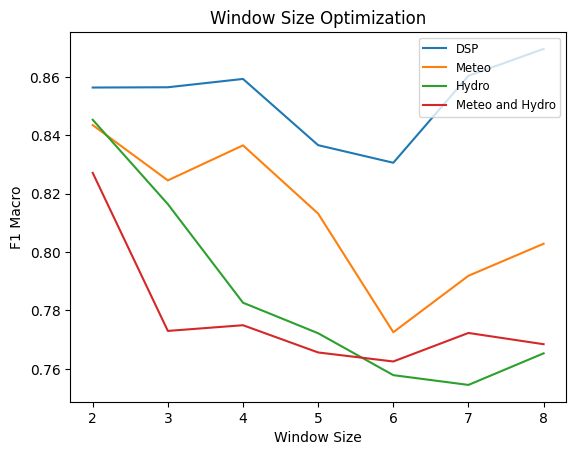 Window Size Optimization
DSP
Meteo
Hydro
Meteo and Hydro
0.86
0.84
0.82
0.80
0.78
0.76
F1 Macro
2 3 4 5 6 7 8
Window Size